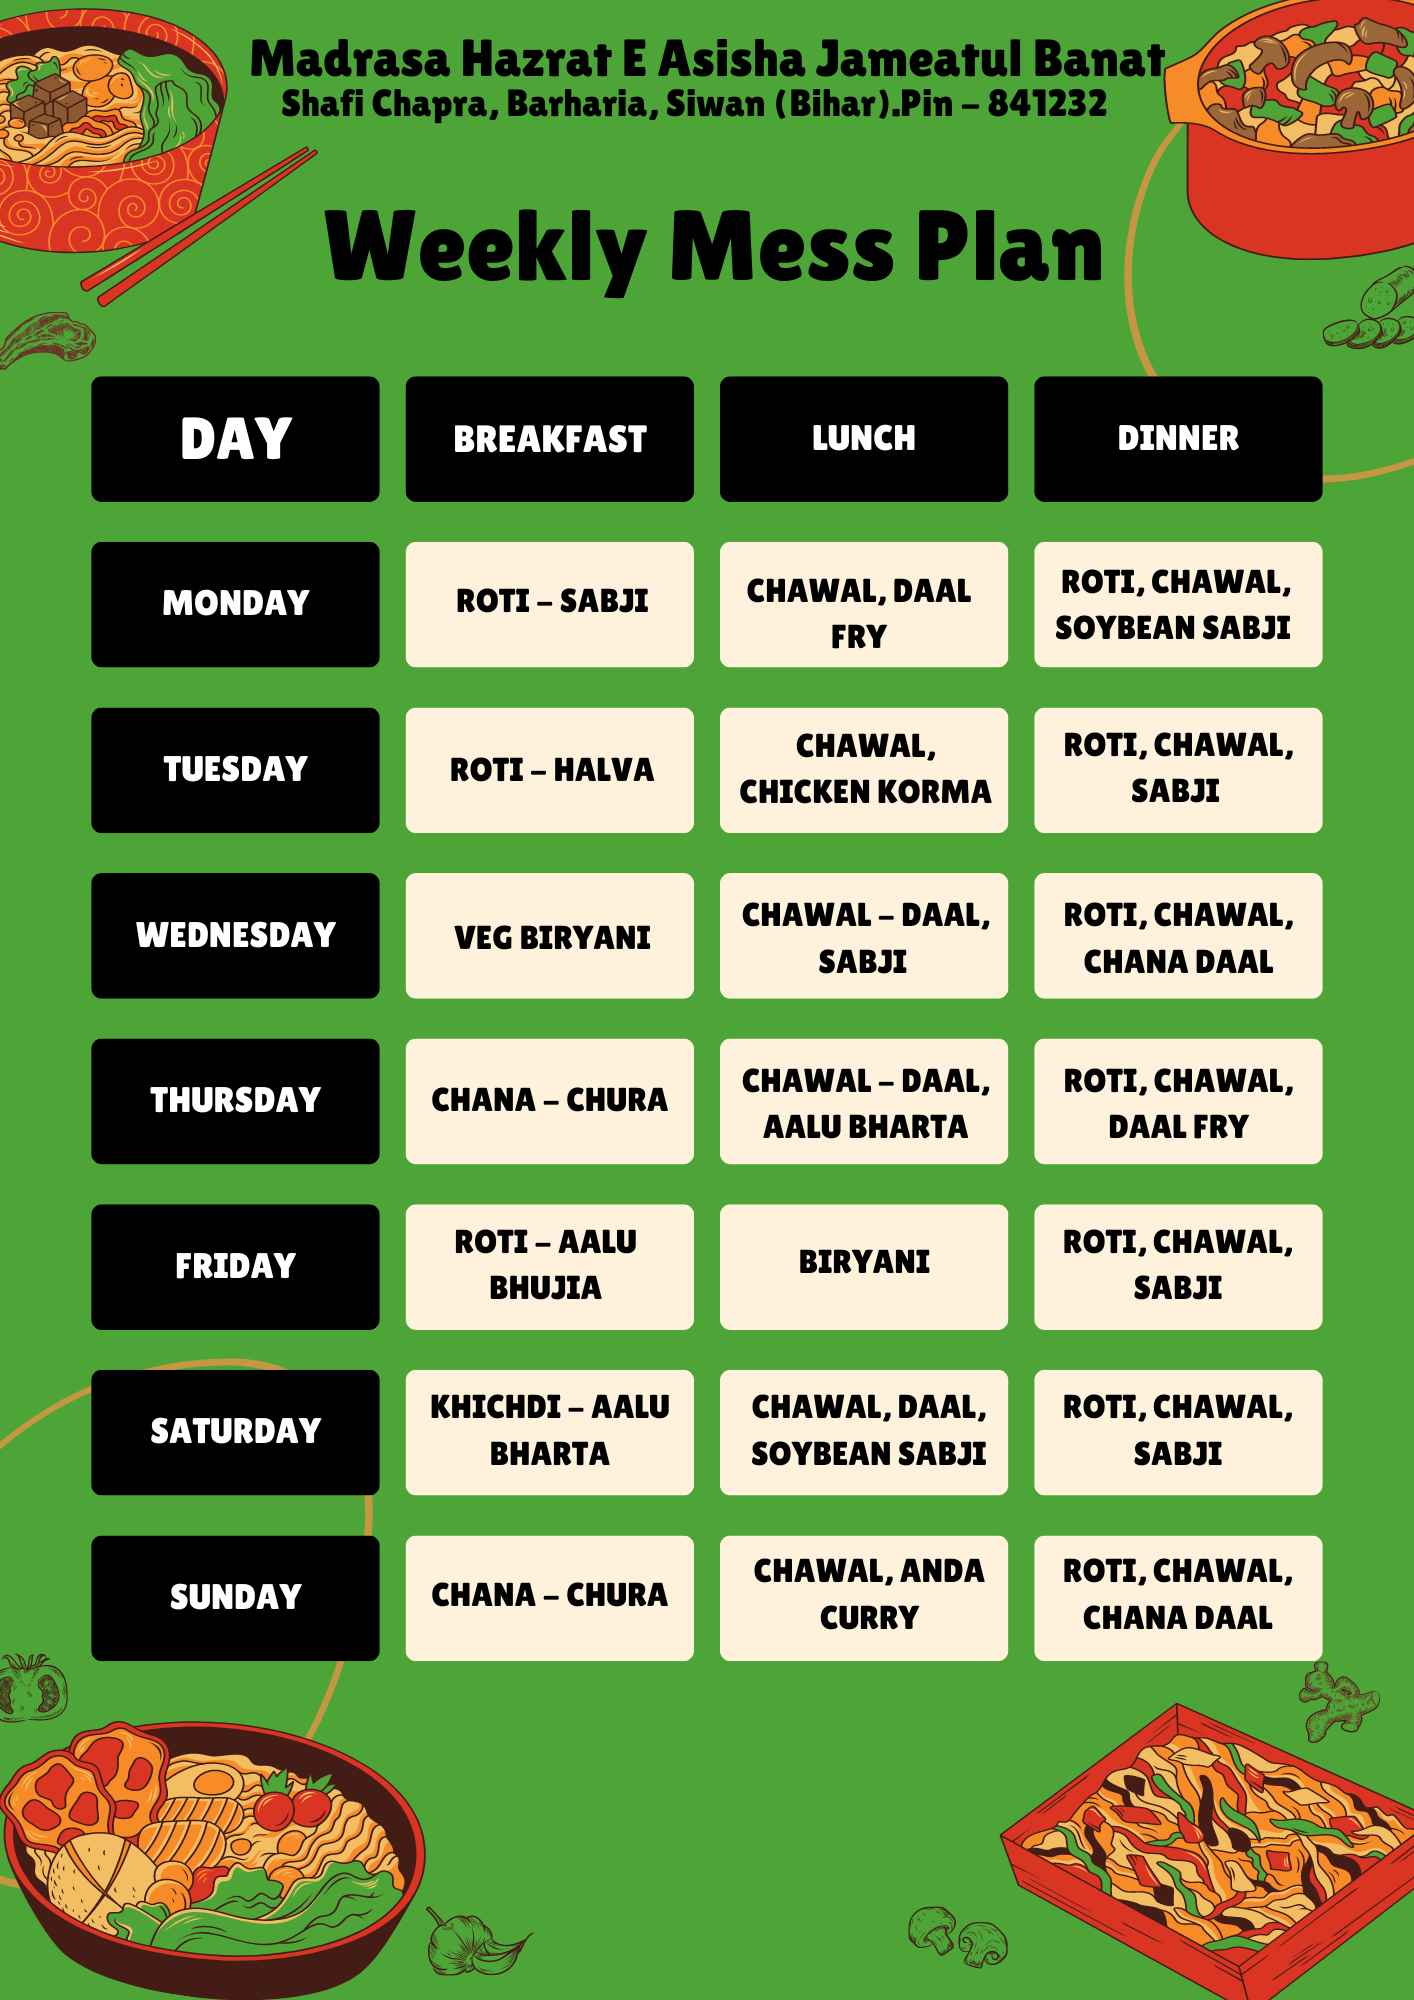 Madrasa Hazrat E Asisha Jameatul Banat
Shafi Chapra, Barharia, Siwan (Bihar).Pin – 841232
Weekly Mess Plan
DAY
BREAKFAST
LUNCH
DINNER
MONDAY
ROTI – SABJI
CHAWAL, DAAL
FRY
ROTI, CHAWAL,
SOYBEAN SABJI
TUESDAY
ROTI – HALVA
CHAWAL,
CHICKEN KORMA
ROTI, CHAWAL,
SABJI
WEDNESDAY
VEG BIRYANI
CHAWAL – DAAL,
SABJI
ROTI, CHAWAL,
CHANA DAAL
THURSDAY
CHANA – CHURA
CHAWAL – DAAL,
AALU BHARTA
ROTI, CHAWAL,
DAAL FRY
FRIDAY
ROTI – AALU
BHUJIA
BIRYANI
ROTI, CHAWAL,
SABJI
SATURDAY
KHICHDI – AALU
BHARTA
CHAWAL, DAAL,
SOYBEAN SABJI
ROTI, CHAWAL,
SABJI
SUNDAY
CHANA – CHURA
CHAWAL, ANDA
CURRY
ROTI, CHAWAL,
CHANA DAAL